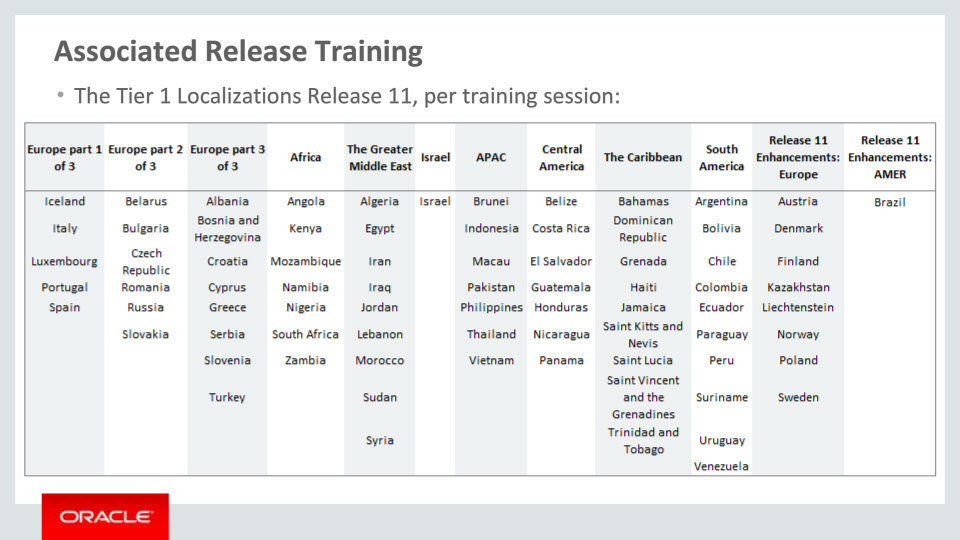 Associated Release Training
• The Tier 1 Localizations Release 11, per training session:
Europe part 1 of 3 Europe part 2 of 3 Europe part 3 of 3 Africa The Greater Middle East Israel APAC Central America The Caribbean South America Release 11 Enhancements: Europe Release 11 Enhancements: AMER
Iceland Belarus Albania Angola Algeria Israel Brunei Belize Bahamas Argentina Austria Brazil
Italy Bulgaria Bosnia and Herzegovina Kenya Egypt Indonesia Costa Rica Dominican Republic Bolivia Denmark
Luxembourg Czech Republic Croatia Mozambique Iran Macau El Salvador Grenada Chile Finland
Portugal Romania Cyprus Namibia Iraq Pakistan Guatemala Haiti Colombia Kazakhstan
Spain Russia Greece Nigeria Jordan Philippines Honduras Jamaica Ecuador Liechtenstein
Slovakia Serbia South Africa Lebanon Thailand Nicaragua Saint Kitts and Nevis Paraguay Norway
Slovenia Zambia Morocco Vietnam Panama Saint Lucia Peru Poland
Turkey Sudan Saint Vincent and the Grenadines Suriname Sweden
Syria Trinidad and Tobago Uruguay
Venezuela
ORACLE